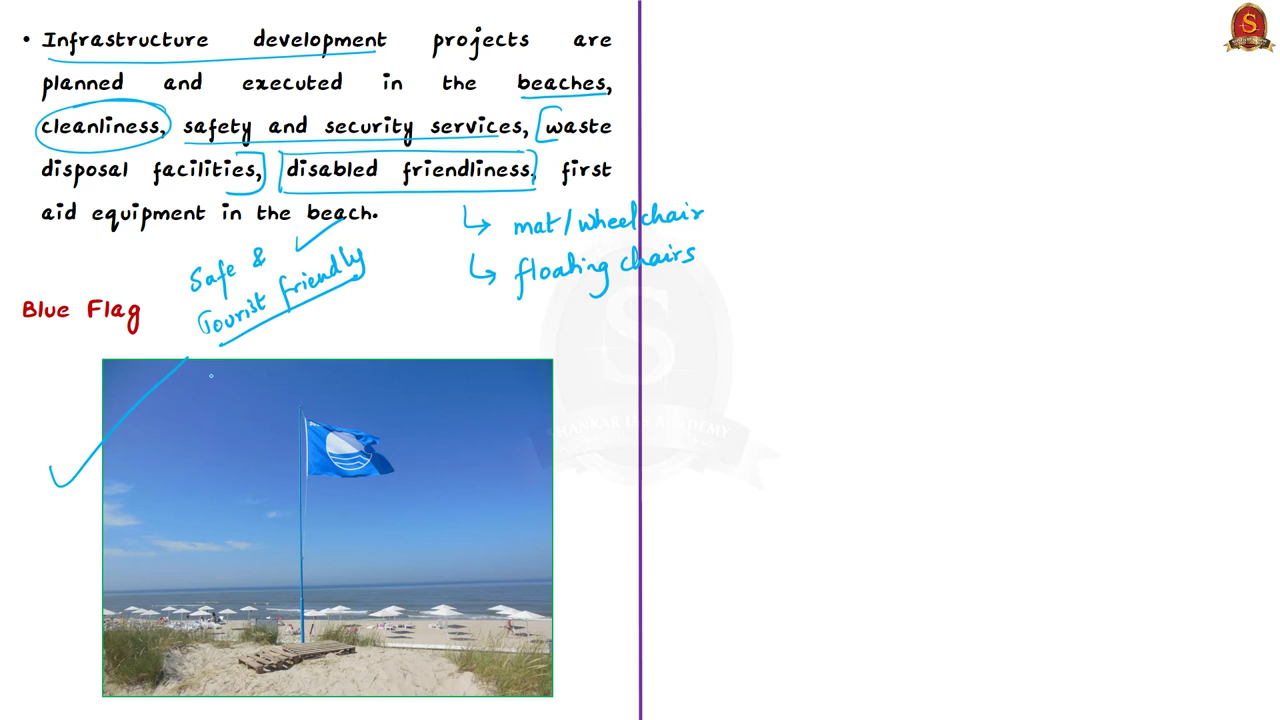 • Infrastructure development projects are
planned and executed in the beaches,
cleanliness, safety and security services, waste
disposal facilities, disabled friendliness, first
aid equipment in the beach.
↳ mat/wheelchair
↳ floating chairs
Safe &
Tourist friendly
Blue Flag